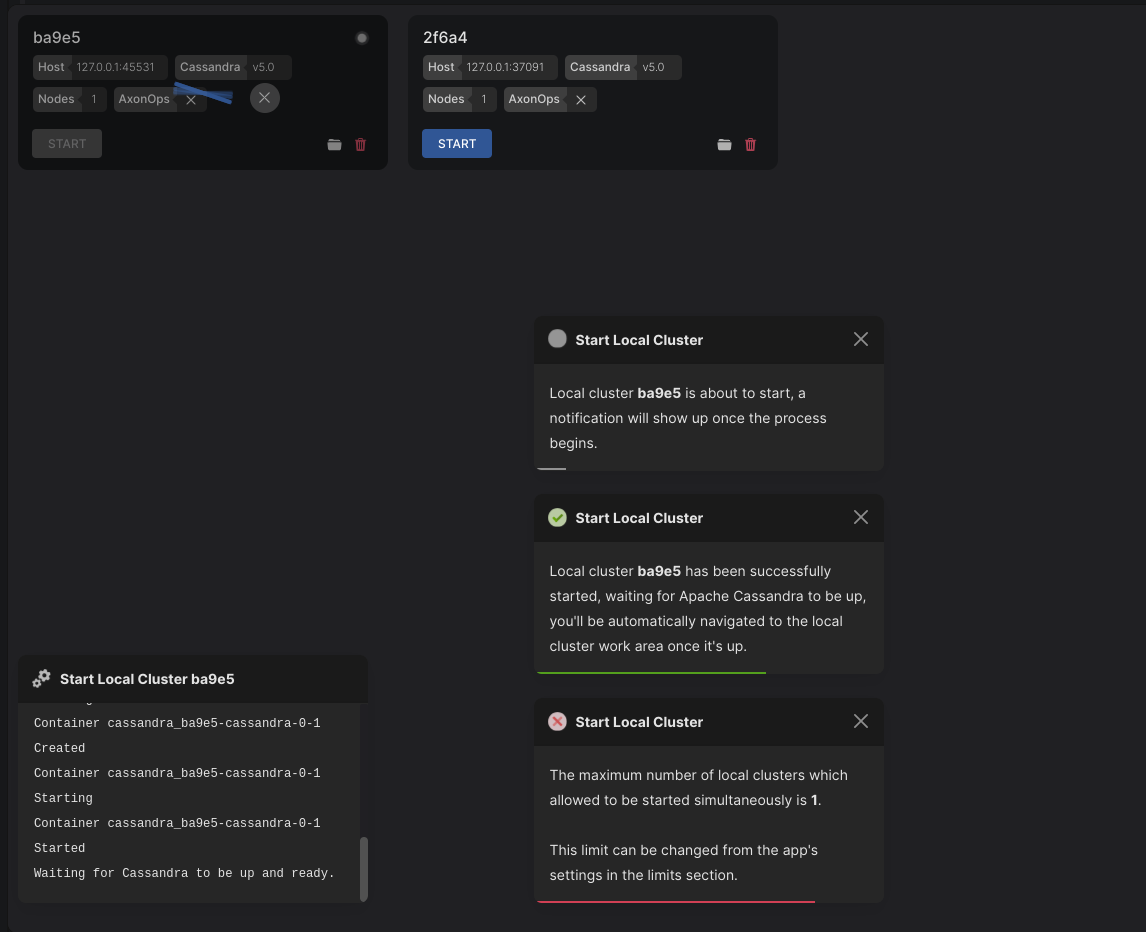 ba9e5
Host 127.0.0.1:45531 Cassandra v5.0
Nodes 1 AxonOps
START
2f6a4
Host 127.0.0.1:37091 Cassandra v5.0
Nodes 1 AxonOps
START
Start Local Cluster
Local cluster ba9e5 is about to start, a
notification will show up once the process
begins.
Start Local Cluster
Local cluster ba9e5 has been successfully
started, waiting for Apache Cassandra to be up,
you'll be automatically navigated to the local
cluster work area once it's up.
Start Local Cluster
The maximum number of local clusters which
allowed to be started simultaneously is 1.
This limit can be changed from the app's
settings in the limits section.
Start Local Cluster ba9e5
Container cassandra_ba9e5-cassandra-0-1
Created
Container cassandra_ba9e5-cassandra-0-1
Starting
Container cassandra_ba9e5-cassandra-0-1
Started
Waiting for Cassandra to be up and ready.